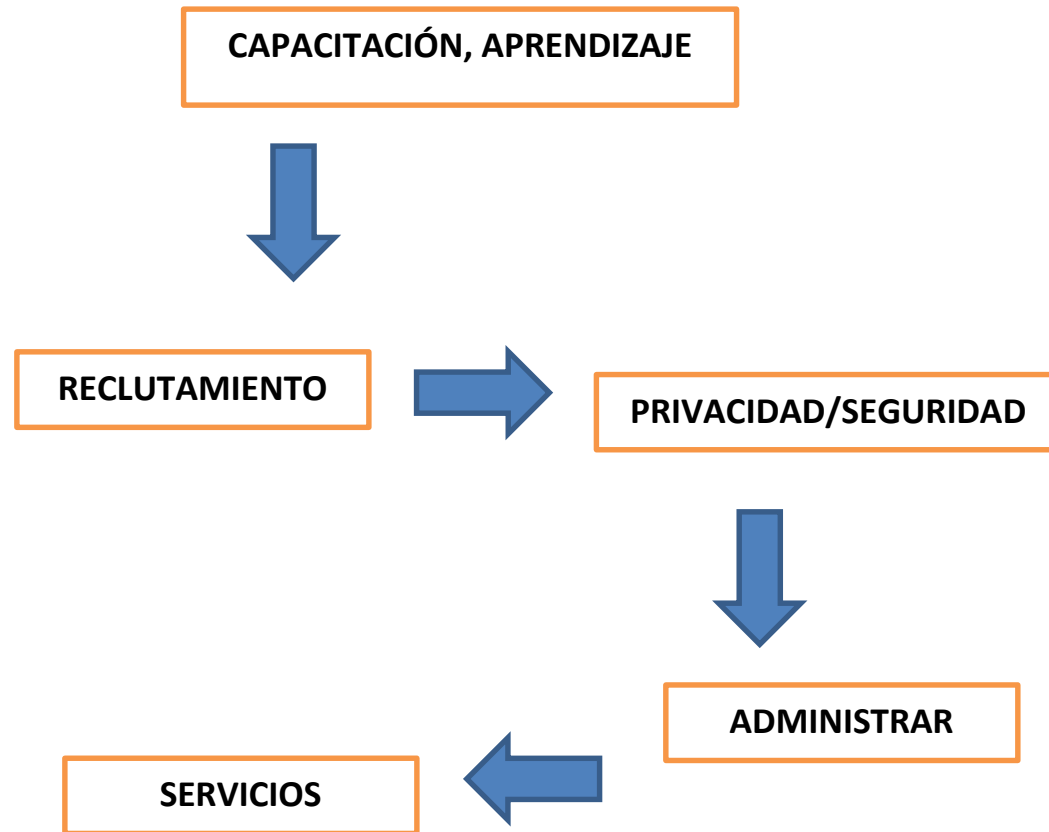 CAPACITACIÓN, APRENDIZAJE
RECLUTAMIENTO
PRIVACIDAD/SEGURIDAD
ADMINISTRAR
SERVICIOS